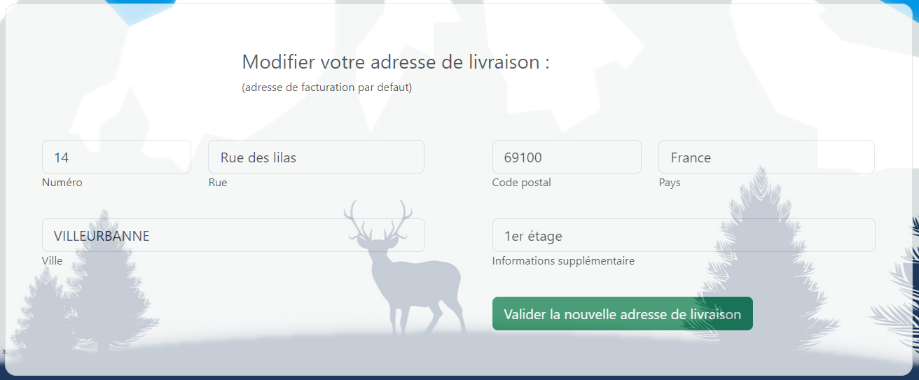 Modifier votre adresse de livraison :
(adresse de facturation par defaut)
14
Rue des lilas
69100
France
Numéro
Rue
Code postal
Pays
VILLEURBANNE
1er étage
Ville
Informations supplémentaire
Valider la nouvelle adresse de livraison